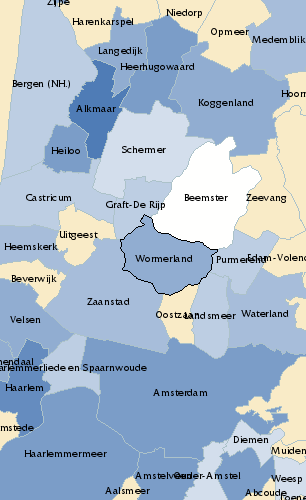 Zijpe
Niedorp
Harenkarspel
Opmeer
Medemblik
Langedijk
Heerhugowaard
Bergen (NH.)
Hoorn
Koggenland
Alkmaar
Schermer
Heiloo
Castricum
Beemster
Zeevang
Graft-De Rijp
Uitgeest
Heemskerk
Wormerland
Purmerend
Edam-Volend
Beverwijk
Zaanstad
Oostzaan
Landsmeer
Waterland
Velsen
mendaal
aarlemmerliede en Spaarnwoude
Haarlem
Amsterdam
mstede
Diemen
Haarlemmermeer
Muiden
Amstelveen
Ouder-Amstel
Weesp
Aalsmeer
Abcoude